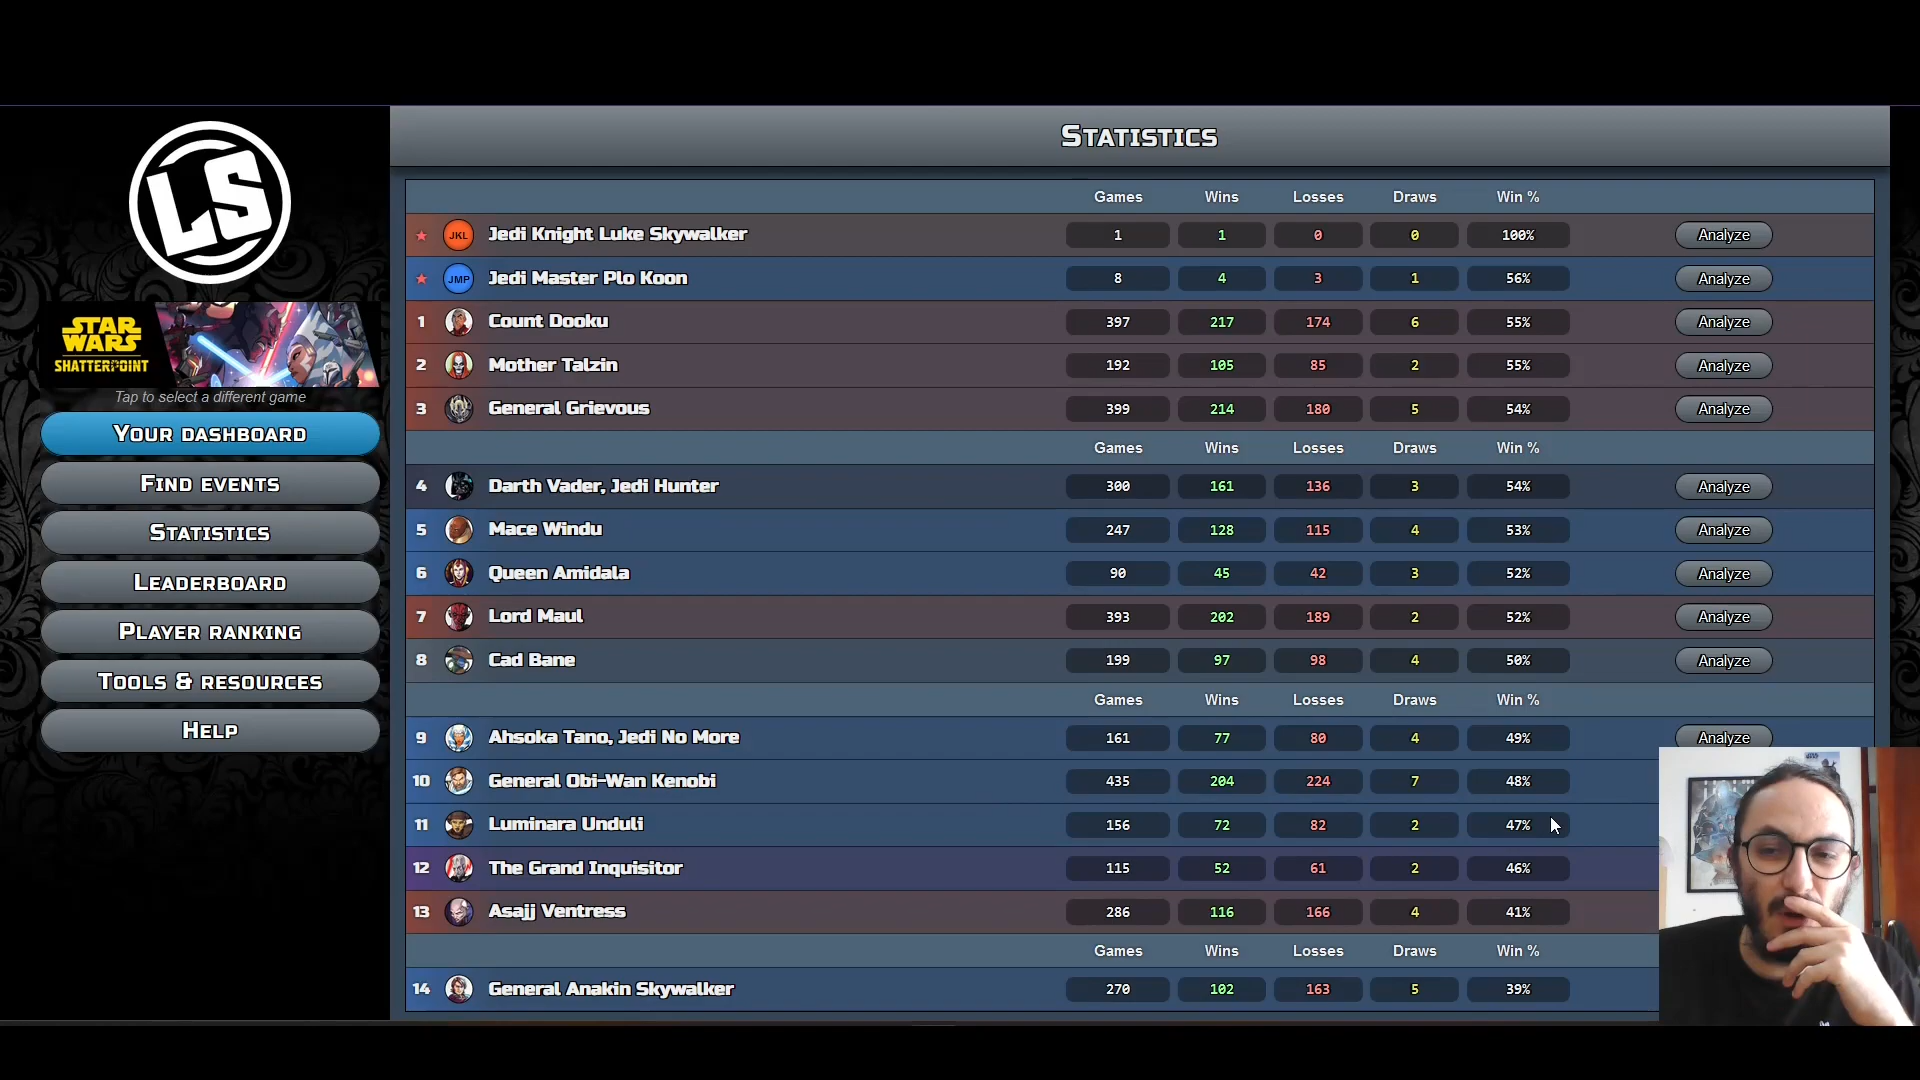 Statistics
LS
STAR WARS
SHATTERPOINT
Tap to select a different game
Your dashboard
Find events
Statistics
Leaderboard
Player ranking
Tools & resources
Help
Games Wins Losses Draws Win %
★ JKL Jedi Knight Luke Skywalker 1 1 0 0 100% Analyze
★ JMP Jedi Master Plo Koon 8 4 3 1 56% Analyze
1 Count Dooku 397 217 174 6 55% Analyze
2 Mother Talzin 192 105 85 2 55% Analyze
3 General Grievous 399 214 180 5 54% Analyze
Games Wins Losses Draws Win %
4 Darth Vader, Jedi Hunter 300 161 136 3 54% Analyze
5 Mace Windu 247 128 115 4 53% Analyze
6 Queen Amidala 90 45 42 3 52% Analyze
7 Lord Maul 393 202 189 2 52% Analyze
8 Cad Bane 199 97 98 4 50% Analyze
Games Wins Losses Draws Win %
9 Ahsoka Tano, Jedi No More 161 77 80 4 49% Analyze
10 General Obi-Wan Kenobi 435 204 224 7 48%
11 Luminara Unduli 156 72 82 2 47%
12 The Grand Inquisitor 115 52 61 2 46%
13 Asajj Ventress 286 116 166 4 41%
Games Wins Losses Draws Win %
14 General Anakin Skywalker 270 102 163 5 39%